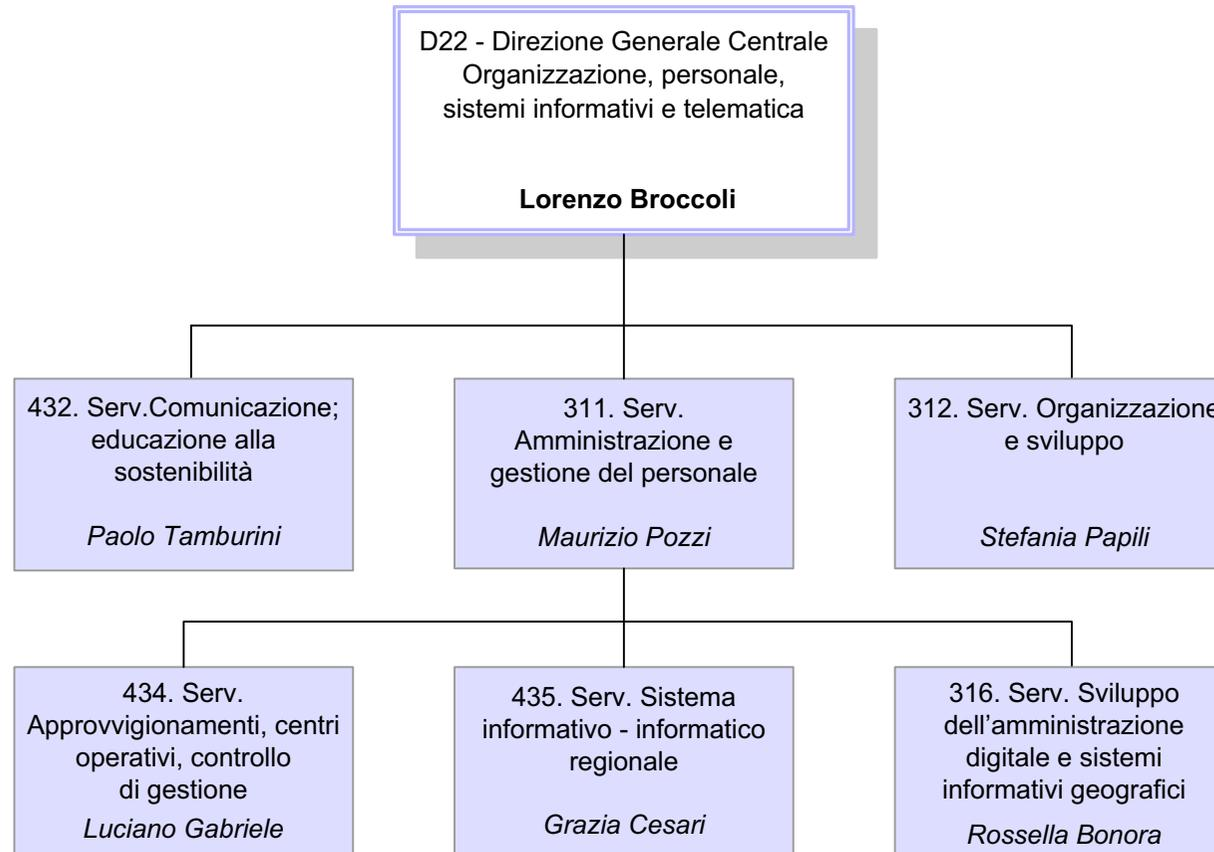 D22 - Direzione Generale Centrale
Organizzazione, personale,
sistemi informativi e telematica
Lorenzo Broccoli
432. Serv.Comunicazione;
educazione alla
sostenibilità
Paolo Tamburini
311. Serv.
Amministrazione e
gestione del personale
Maurizio Pozzi
312. Serv. Organizzazione
e sviluppo
Stefania Papili
434. Serv.
Approvvigionamenti, centri
operativi, controllo
di gestione
Luciano Gabriele
435. Serv. Sistema
informativo - informatico
regionale
Grazia Cesari
316. Serv. Sviluppo
dell’amministrazione
digitale e sistemi
informativi geografici
Rossella Bonora